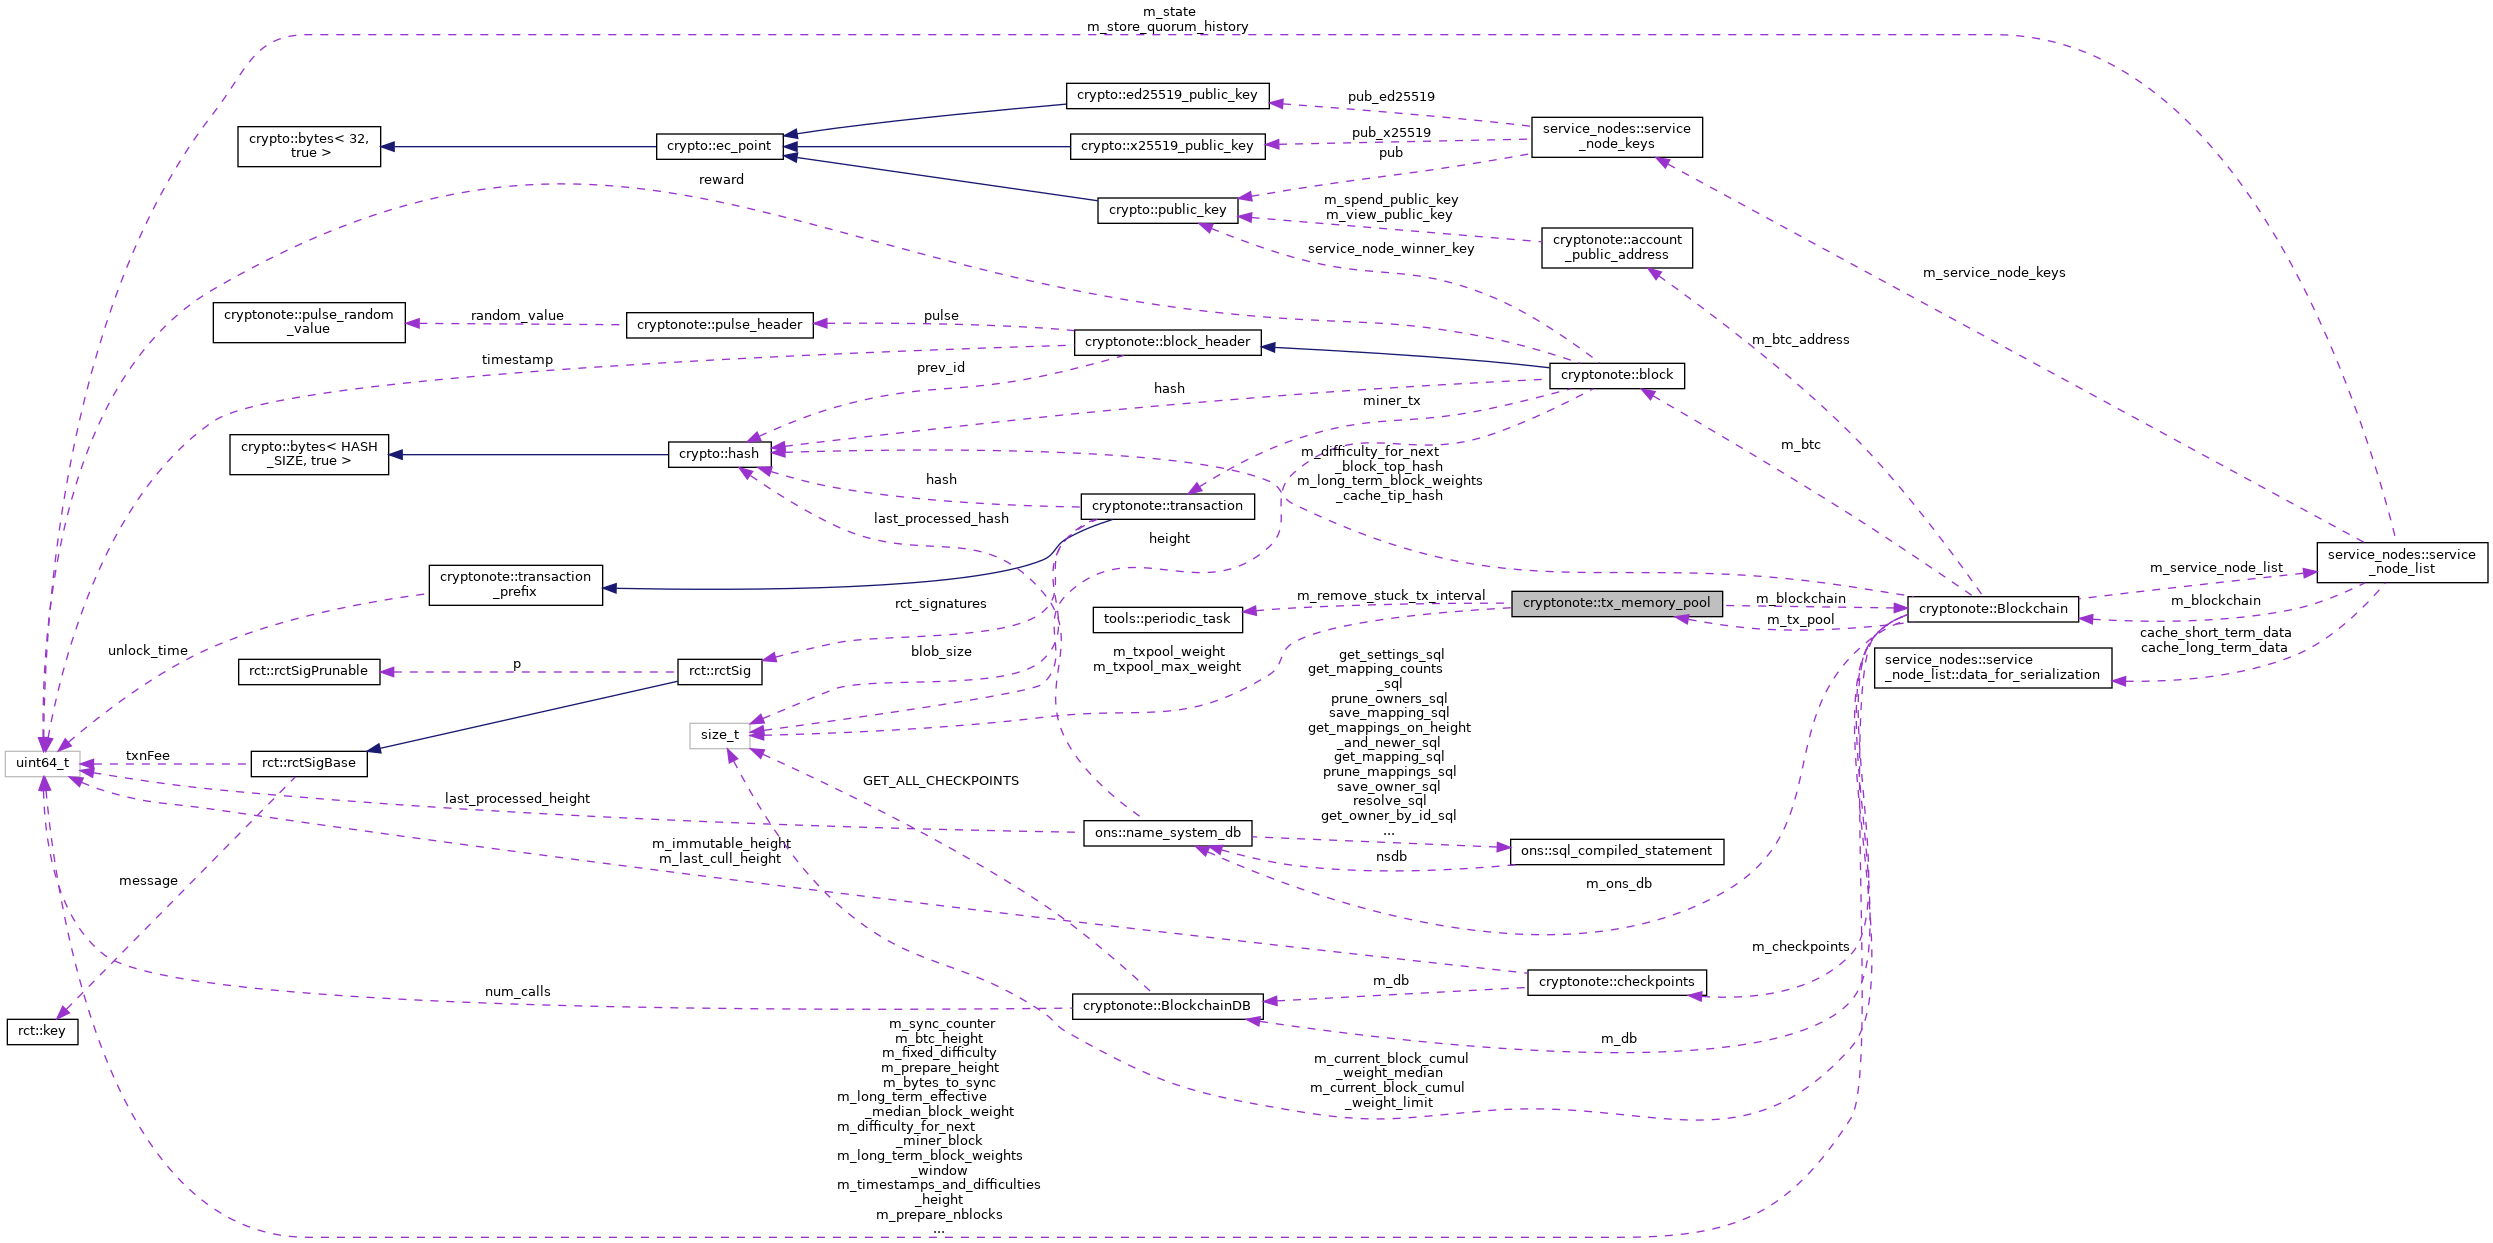 m_state
m_store_quorum_history
crypto::ed25519_public_key
pub_ed25519
crypto::bytes< 32,
true >
crypto::ec_point
crypto::x25519_public_key
pub_x25519
service_nodes::service
_node_keys
pub
reward
crypto::public_key
m_spend_public_key
m_view_public_key
cryptonote::account
_public_address
service_node_winner_key
m_service_node_keys
cryptonote::pulse_random
_value
random_value
cryptonote::pulse_header
pulse
cryptonote::block_header
m_btc_address
timestamp
prev_id
cryptonote::block
hash
miner_tx
crypto::bytes< HASH
_SIZE, true >
crypto::hash
m_btc
m_difficulty_for_next
_block_top_hash
m_long_term_block_weights
_cache_tip_hash
hash
cryptonote::transaction
last_processed_hash
height
service_nodes::service
_node_list
m_service_node_list
cryptonote::transaction
_prefix
rct_signatures
m_remove_stuck_tx_interval
cryptonote::tx_memory_pool
m_blockchain
m_blockchain
cryptonote::Blockchain
tools::periodic_task
m_tx_pool
cache_short_term_data
cache_long_term_data
unlock_time
blob_size
m_txpool_weight
m_txpool_max_weight
rct::rctSigPrunable
p
rct::rctSig
service_nodes::service
_node_list::data_for_serialization
get_settings_sql
get_mapping_counts
_sql
prune_owners_sql
save_mapping_sql
get_mappings_on_height
_and_newer_sql
get_mapping_sql
prune_mappings_sql
save_owner_sql
resolve_sql
get_owner_by_id_sql
...
size_t
uint64_t
txnFee
rct::rctSigBase
GET_ALL_CHECKPOINTS
last_processed_height
ons::name_system_db
ons::sql_compiled_statement
nsdb
m_immutable_height
m_last_cull_height
message
m_ons_db
m_checkpoints
m_db
cryptonote::checkpoints
num_calls
cryptonote::BlockchainDB
rct::key
m_db
m_sync_counter
m_btc_height
m_fixed_difficulty
m_prepare_height
m_bytes_to_sync
m_long_term_effective
_median_block_weight
m_difficulty_for_next
_miner_block
m_long_term_block_weights
_window
m_timestamps_and_difficulties
_height
m_prepare_nblocks
...
m_current_block_cumul
_weight_median
m_current_block_cumul
_weight_limit